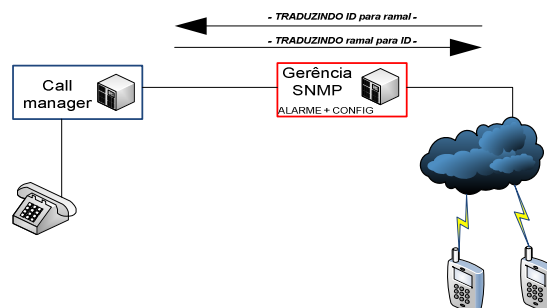 - TRADUZINDO ID para ramal -
- TRADUZINDO ramal para ID -
Call
manager
Gerência
SNMP
ALARME + CONFIG